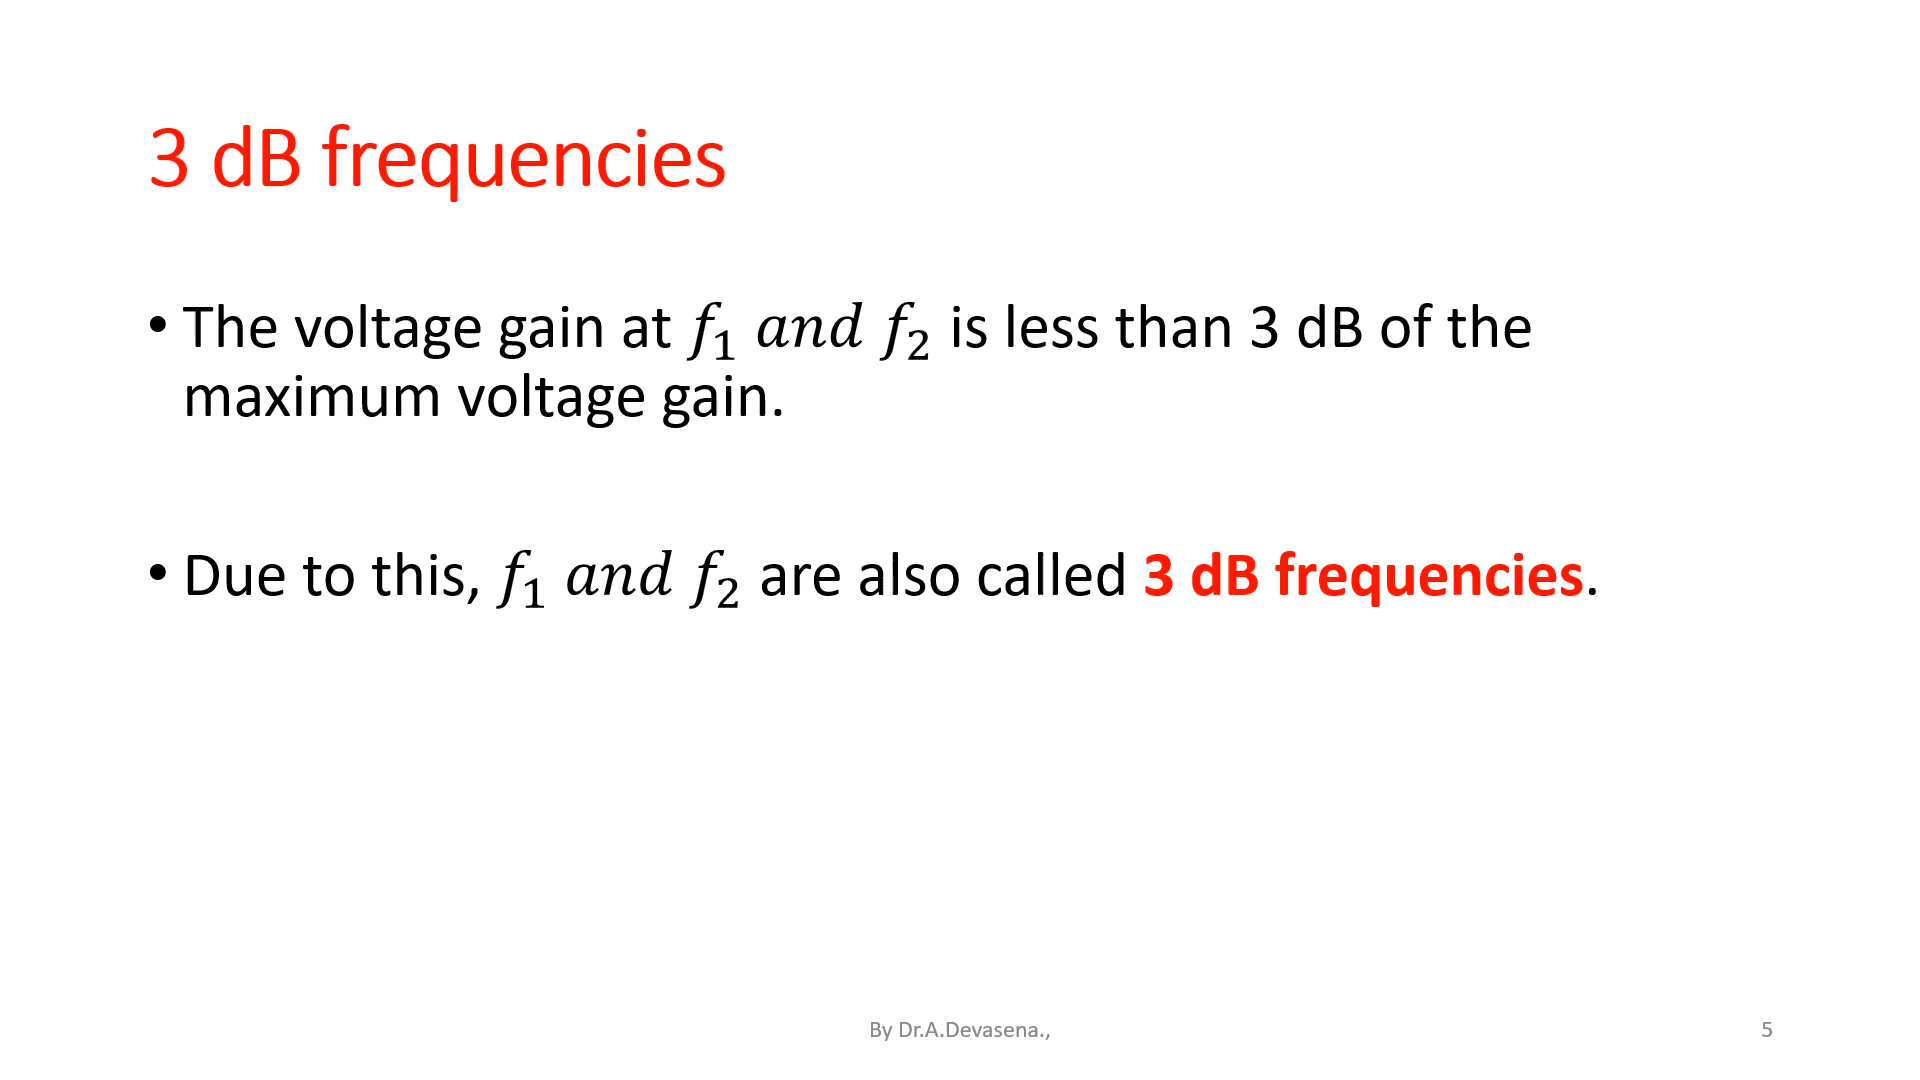 3 dB frequencies
• The voltage gain at f₁ and f₂ is less than 3 dB of the
maximum voltage gain.
• Due to this, f₁ and f₂ are also called 3 dB frequencies.
By Dr.A.Devasena.,
5